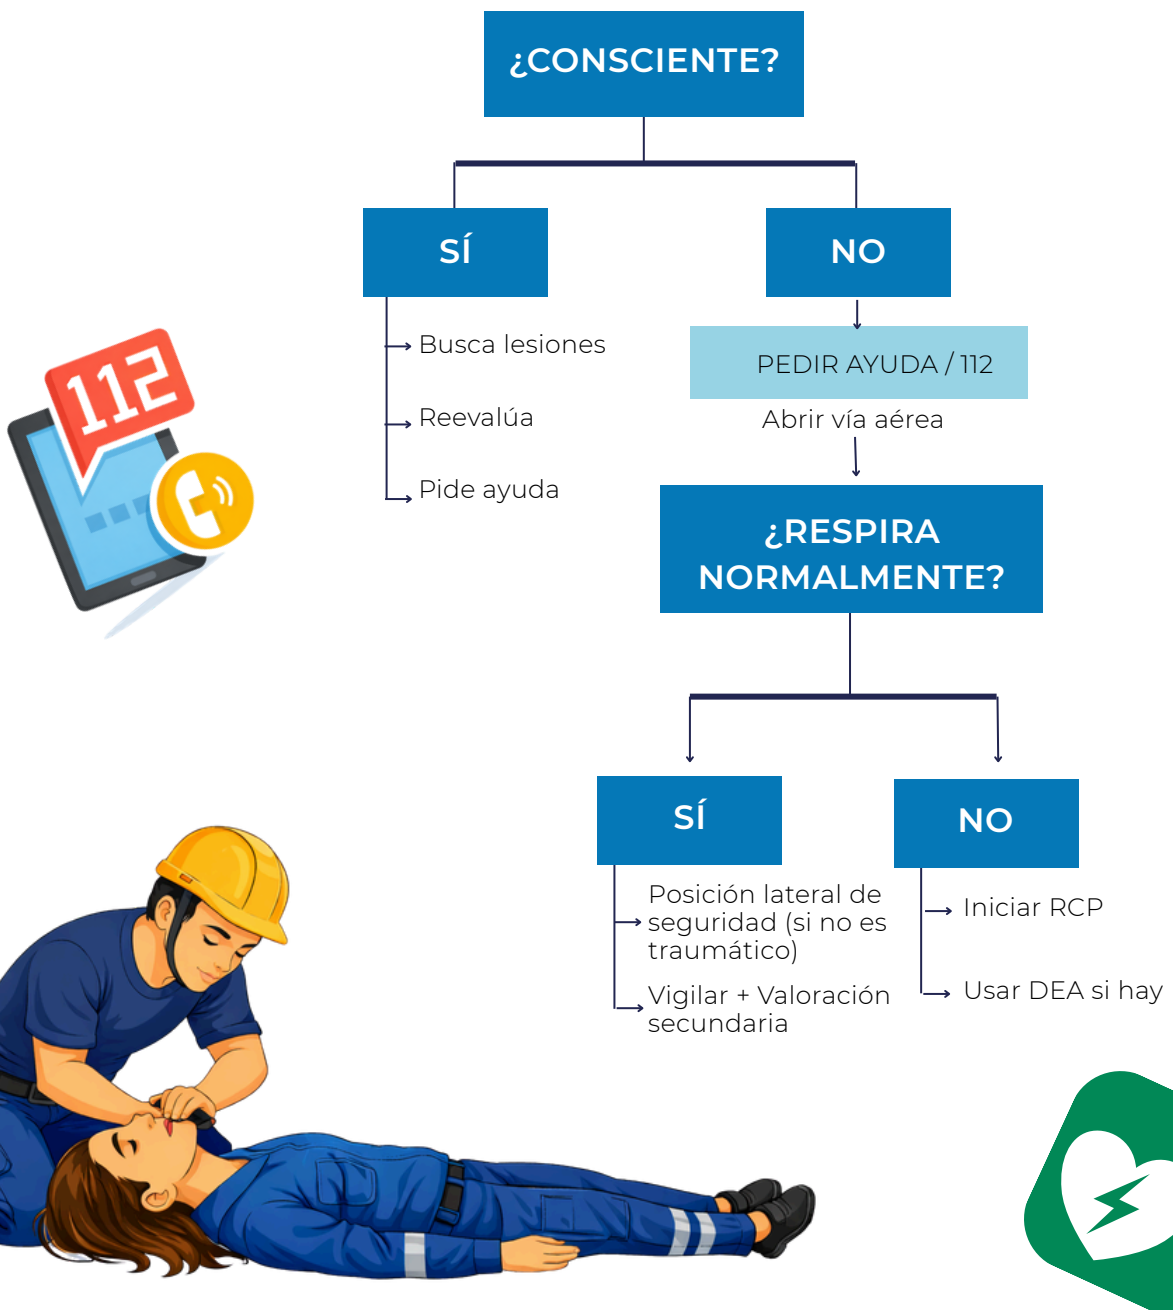 ¿CONSCIENTE?
SÍ
NO
Busca lesiones
Reevalúa
Pide ayuda
112
PEDIR AYUDA / 112
Abrir vía aérea
¿RESPIRA
NORMALMENTE?
SÍ
NO
Posición lateral de
seguridad (si no es
traumático)
Vigilar + Valoración
secundaria
Iniciar RCP
Usar DEA si hay